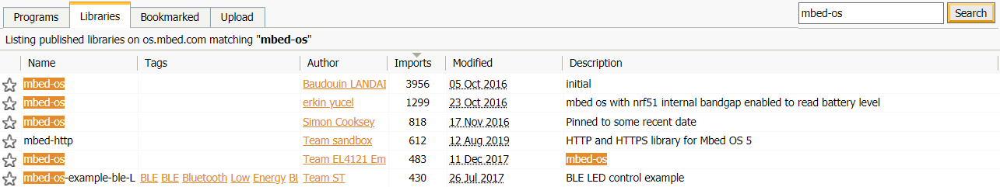 Programs Libraries Bookmarked Upload mbed-os Search
Listing published libraries on os.mbed.com matching "mbed-os"
Name Tags Author Imports Modified Description
mbed-os Baudouin LANDAI 3956 05 Oct 2016 initial
mbed-os erkin yucel 1299 23 Oct 2016 mbed os with nrf51 internal bandgap enabled to read battery level
mbed-os Simon Cooksey 818 17 Nov 2016 Pinned to some recent date
mbed-http Team sandbox 612 12 Aug 2019 HTTP and HTTPS library for Mbed OS 5
mbed-os Team EL4121 Em 483 11 Dec 2017 mbed-os
mbed-os-example-ble-L BLE BLE Bluetooth Low Energy BL Team ST 430 26 Jul 2017 BLE LED control example